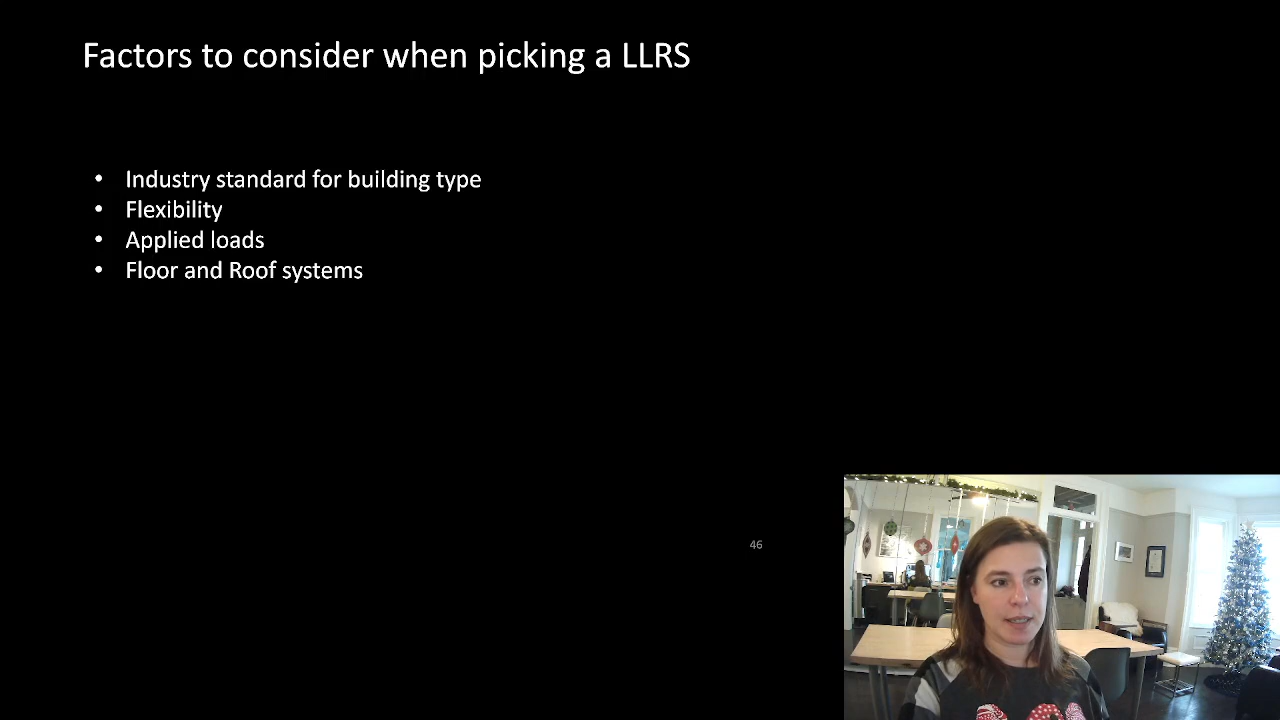 Factors to consider when picking a LLRS
• Industry standard for building type
• Flexibility
• Applied loads
• Floor and Roof systems
46